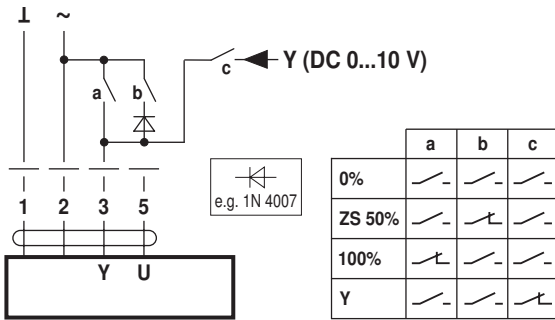 ⊥ ~
a b c Y (DC 0...10 V)
e.g. 1N 4007
1 2 3 5
Y U
a b c
0%
ZS 50%
100%
Y